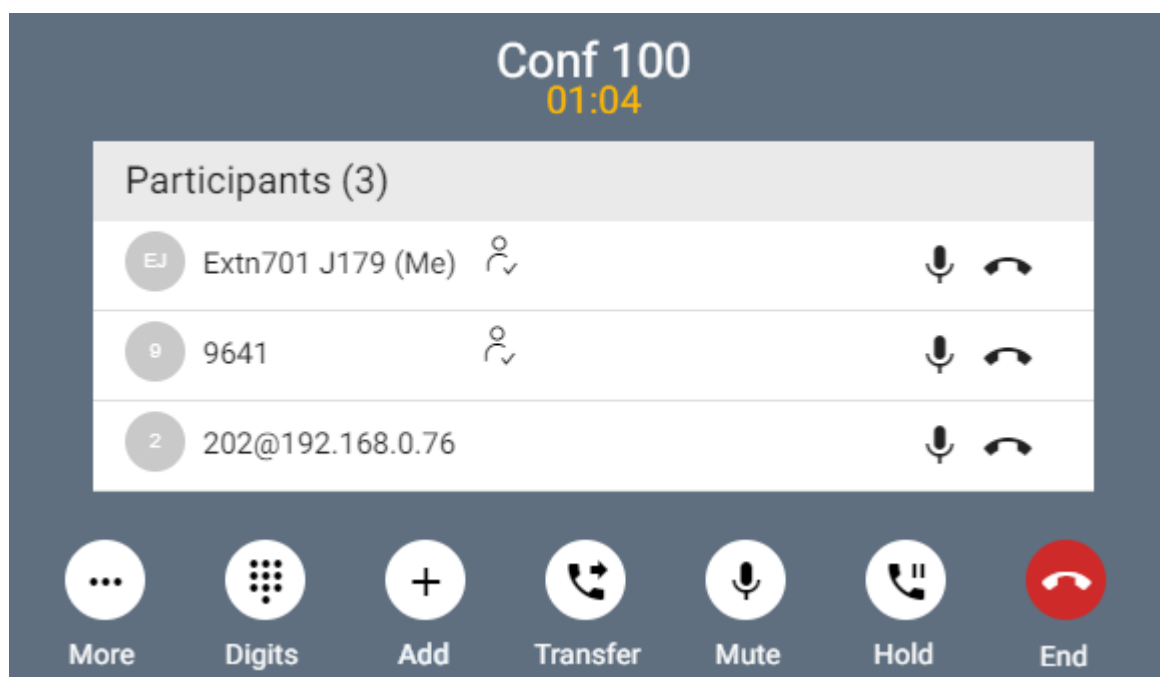 Conf 100
01:04
Participants (3)
EJ Extn701 J179 (Me)
9 9641
2 202@192.168.0.76
More Digits Add Transfer Mute Hold End